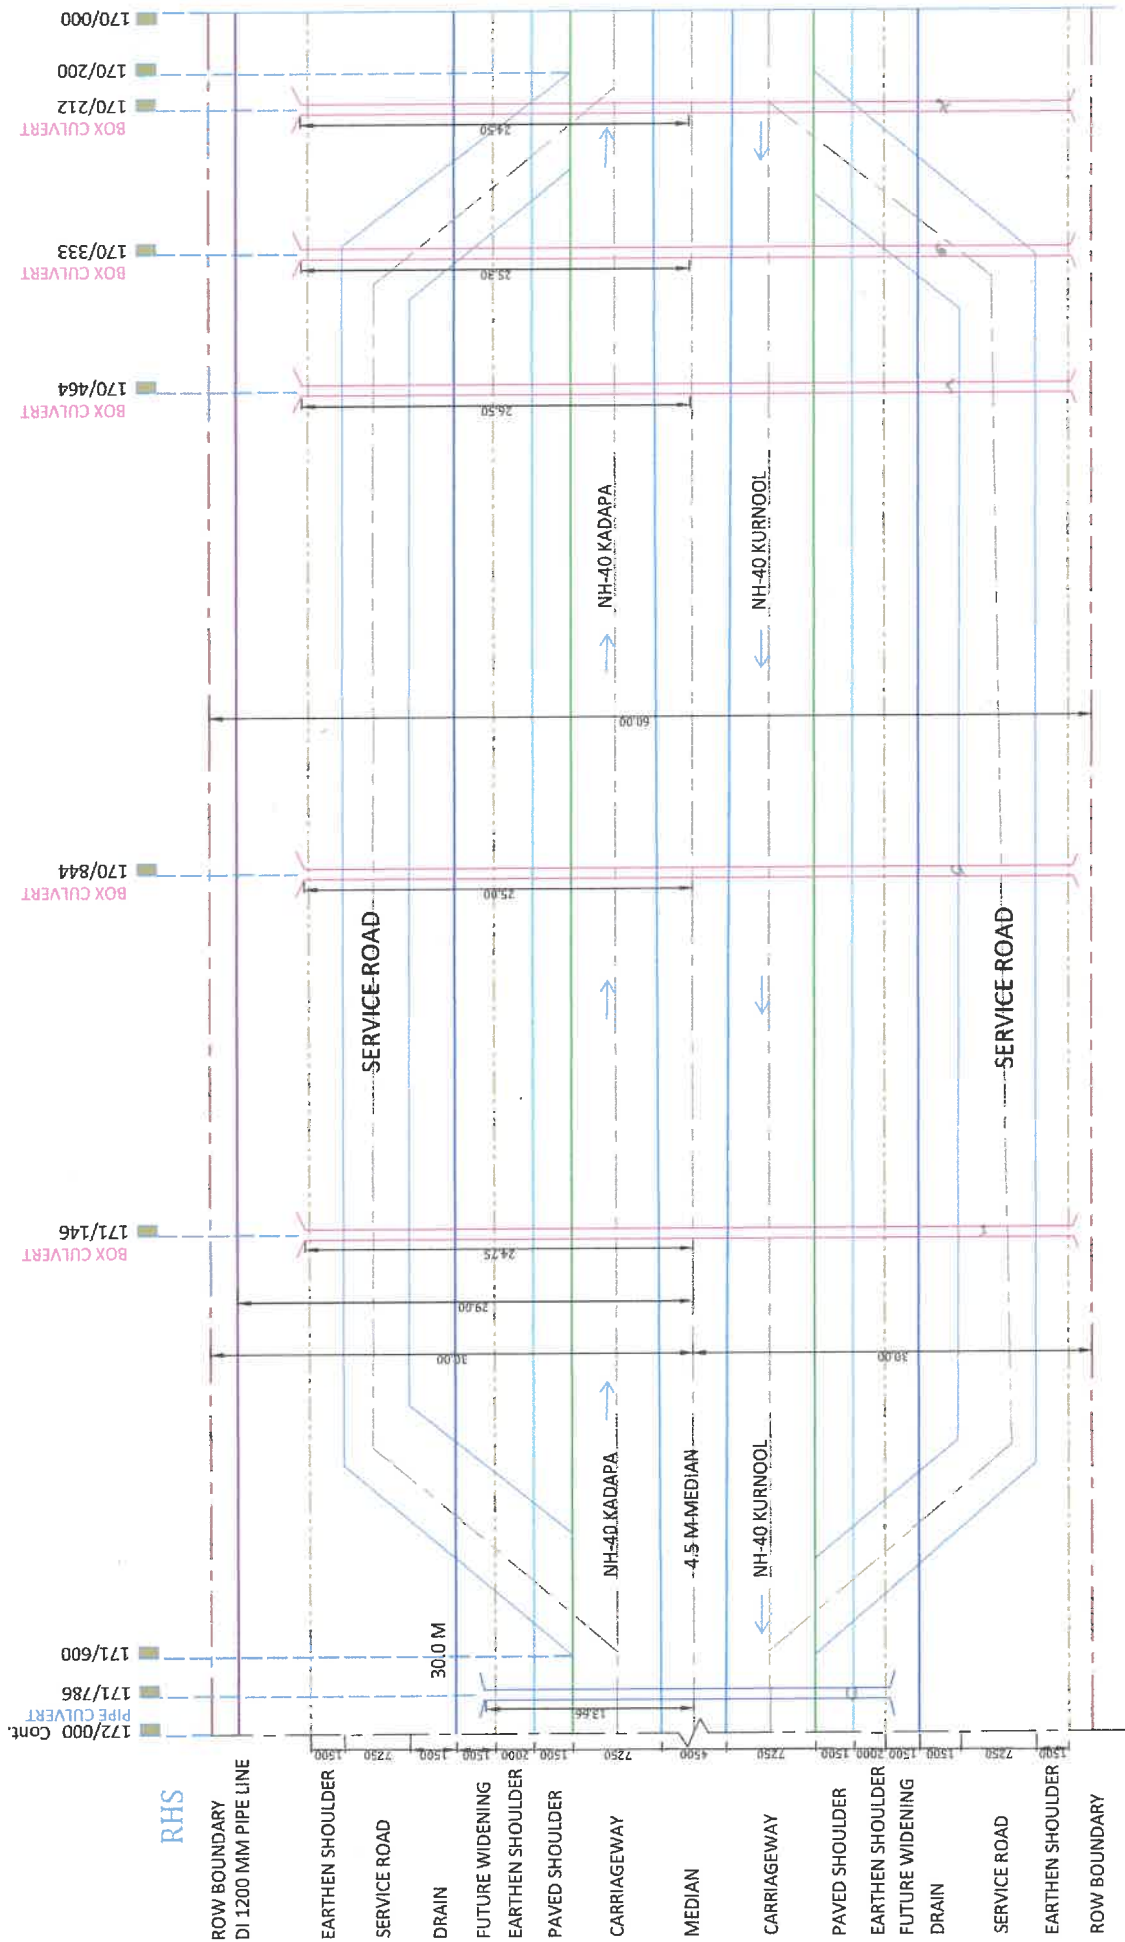 170/000
170/200
170/212
BOX CULVERT
24.50
170/333
BOX CULVERT
25.30
170/464
BOX CULVERT
26.50
NH-40 KADAPA
NH-40 KURNOOL
60.00
170/844
BOX CULVERT
25.00
SERVICE ROAD
SERVICE ROAD
171/146
BOX CULVERT
24.75
29.00
30.00
30.00
NH-40 KADAPA
4.5 M MEDIAN
NH-40 KURNOOL
171/600
30.0 M
171/786
PIPE CULVERT
13.66
172/000 Cont.
1500
7250
1500
1500
2000
1500
7250
4500
7250
1500
2000
1500
1500
7250
1500
RHS
ROW BOUNDARY
DI 1200 MM PIPE LINE
EARTHEN SHOULDER
SERVICE ROAD
DRAIN
FUTURE WIDENING
EARTHEN SHOULDER
PAVED SHOULDER
CARRIAGEWAY
MEDIAN
CARRIAGEWAY
PAVED SHOULDER
EARTHEN SHOULDER
FUTURE WIDENING
DRAIN
SERVICE ROAD
EARTHEN SHOULDER
ROW BOUNDARY